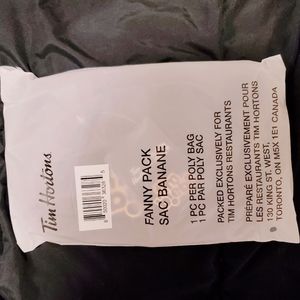 Tim Hortons.
FANNY PACK
SAC BANANE
1 PC PER POLY BAG
1 PC PAR POLY SAC
PACKED EXCLUSIVELY FOR
TIM HORTONS RESTAURANTS
PRÉPARÉ EXCLUSIVEMENT POUR
LES RESTAURANTS TIM HORTONS
130 KING ST. WEST,
TORONTO, ON M5X 1E1 CANADA